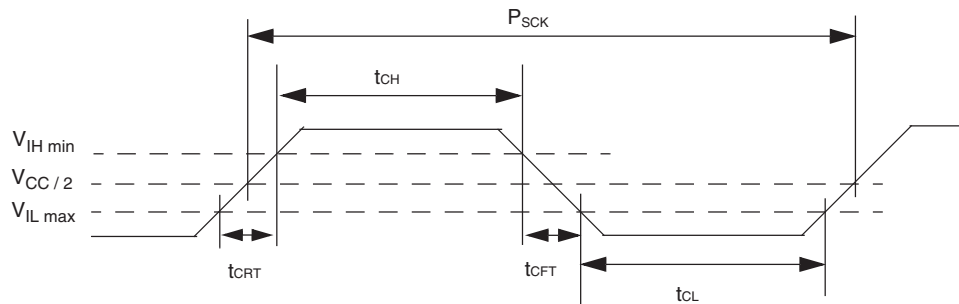 PSCK
tCH
VIH min
VCC / 2
VIL max
tCRT
tCFT
tCL